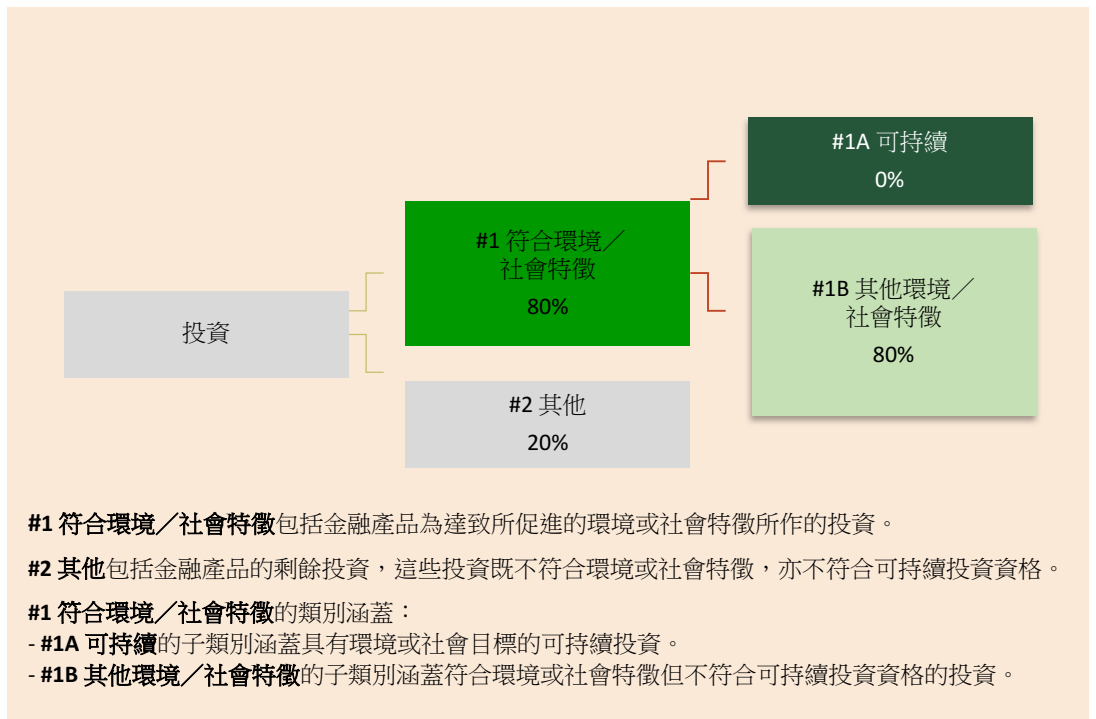 投資
#1 符合環境／
社會特徵
80%
#2 其他
20%
#1A 可持續
0%
#1B 其他環境／
社會特徵
80%
#1 符合環境／社會特徵包括金融產品為達致所促進的環境或社會特徵所作的投資。
#2 其他包括金融產品的剩餘投資，這些投資既不符合環境或社會特徵，亦不符合可持續投資資格。
#1 符合環境／社會特徵的類別涵蓋：
- #1A 可持續的子類別涵蓋具有環境或社會目標的可持續投資。
- #1B 其他環境／社會特徵的子類別涵蓋符合環境或社會特徵但不符合可持續投資資格的投資。